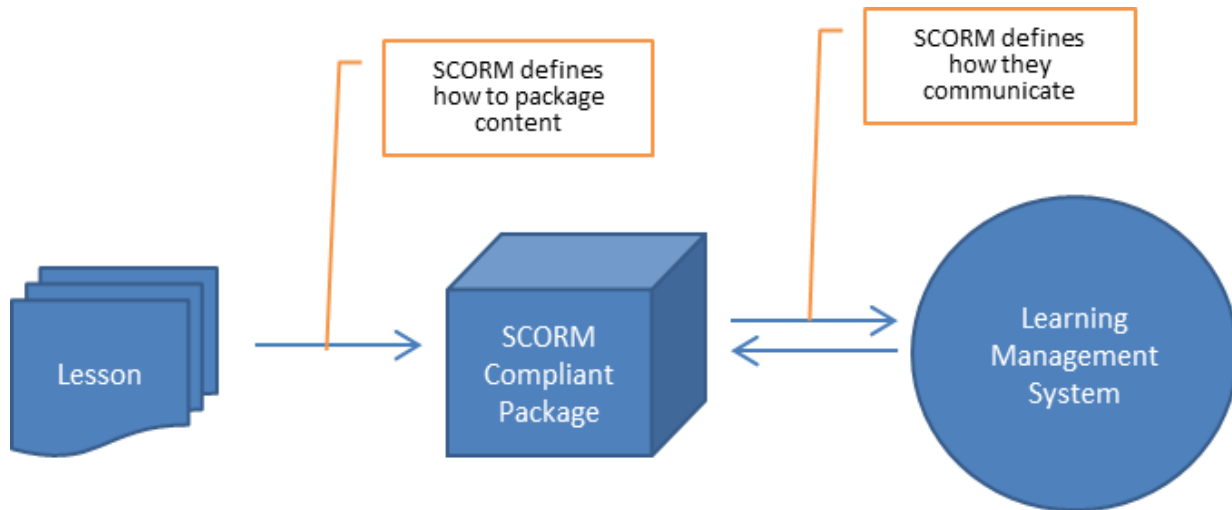 SCORM defines
how to package
content
SCORM defines
how they
communicate
Lesson
SCORM
Compliant
Package
Learning
Management
System